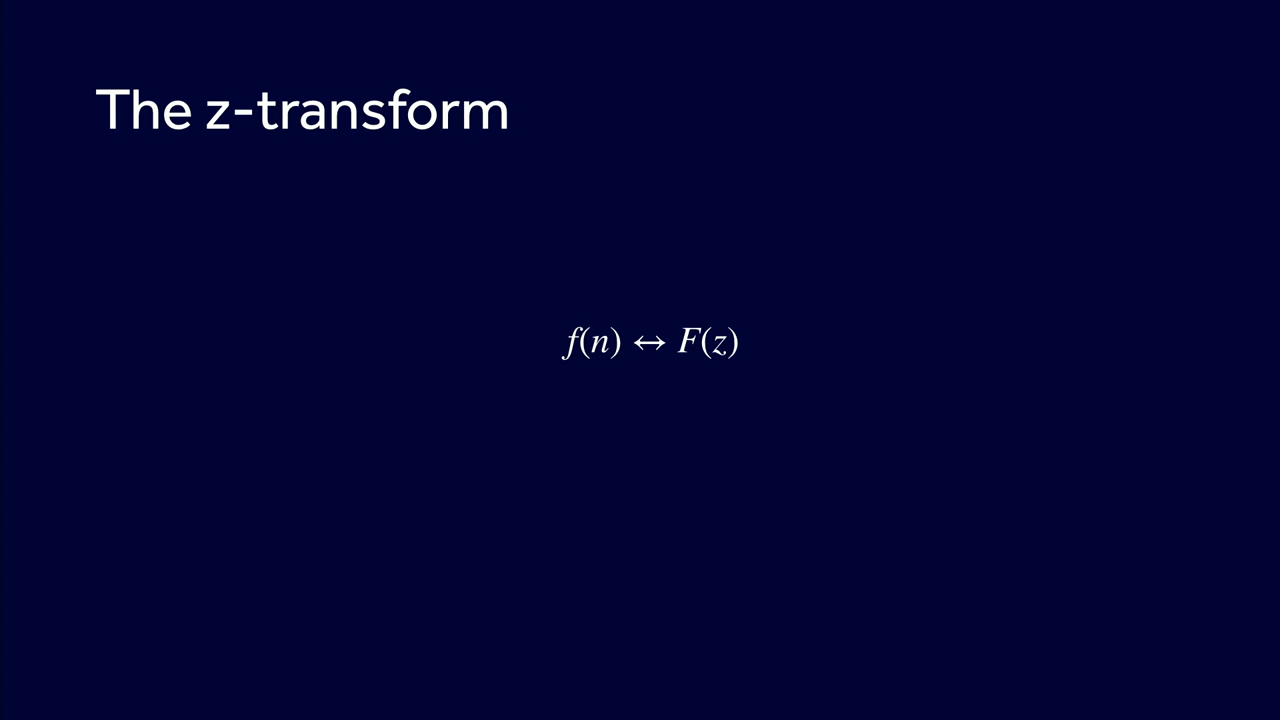 The z-transform
f(n) ↔ F(z)